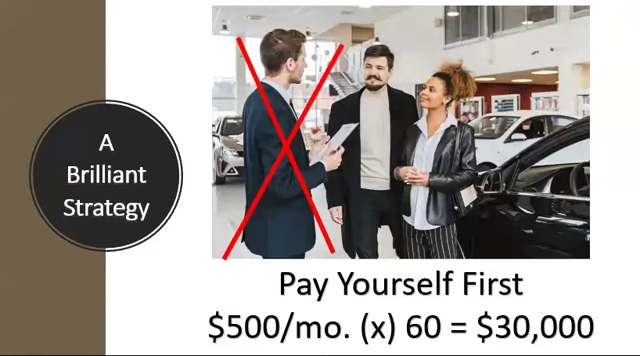 A
Brilliant
Strategy
Pay Yourself First
$500/mo. (x) 60 = $30,000